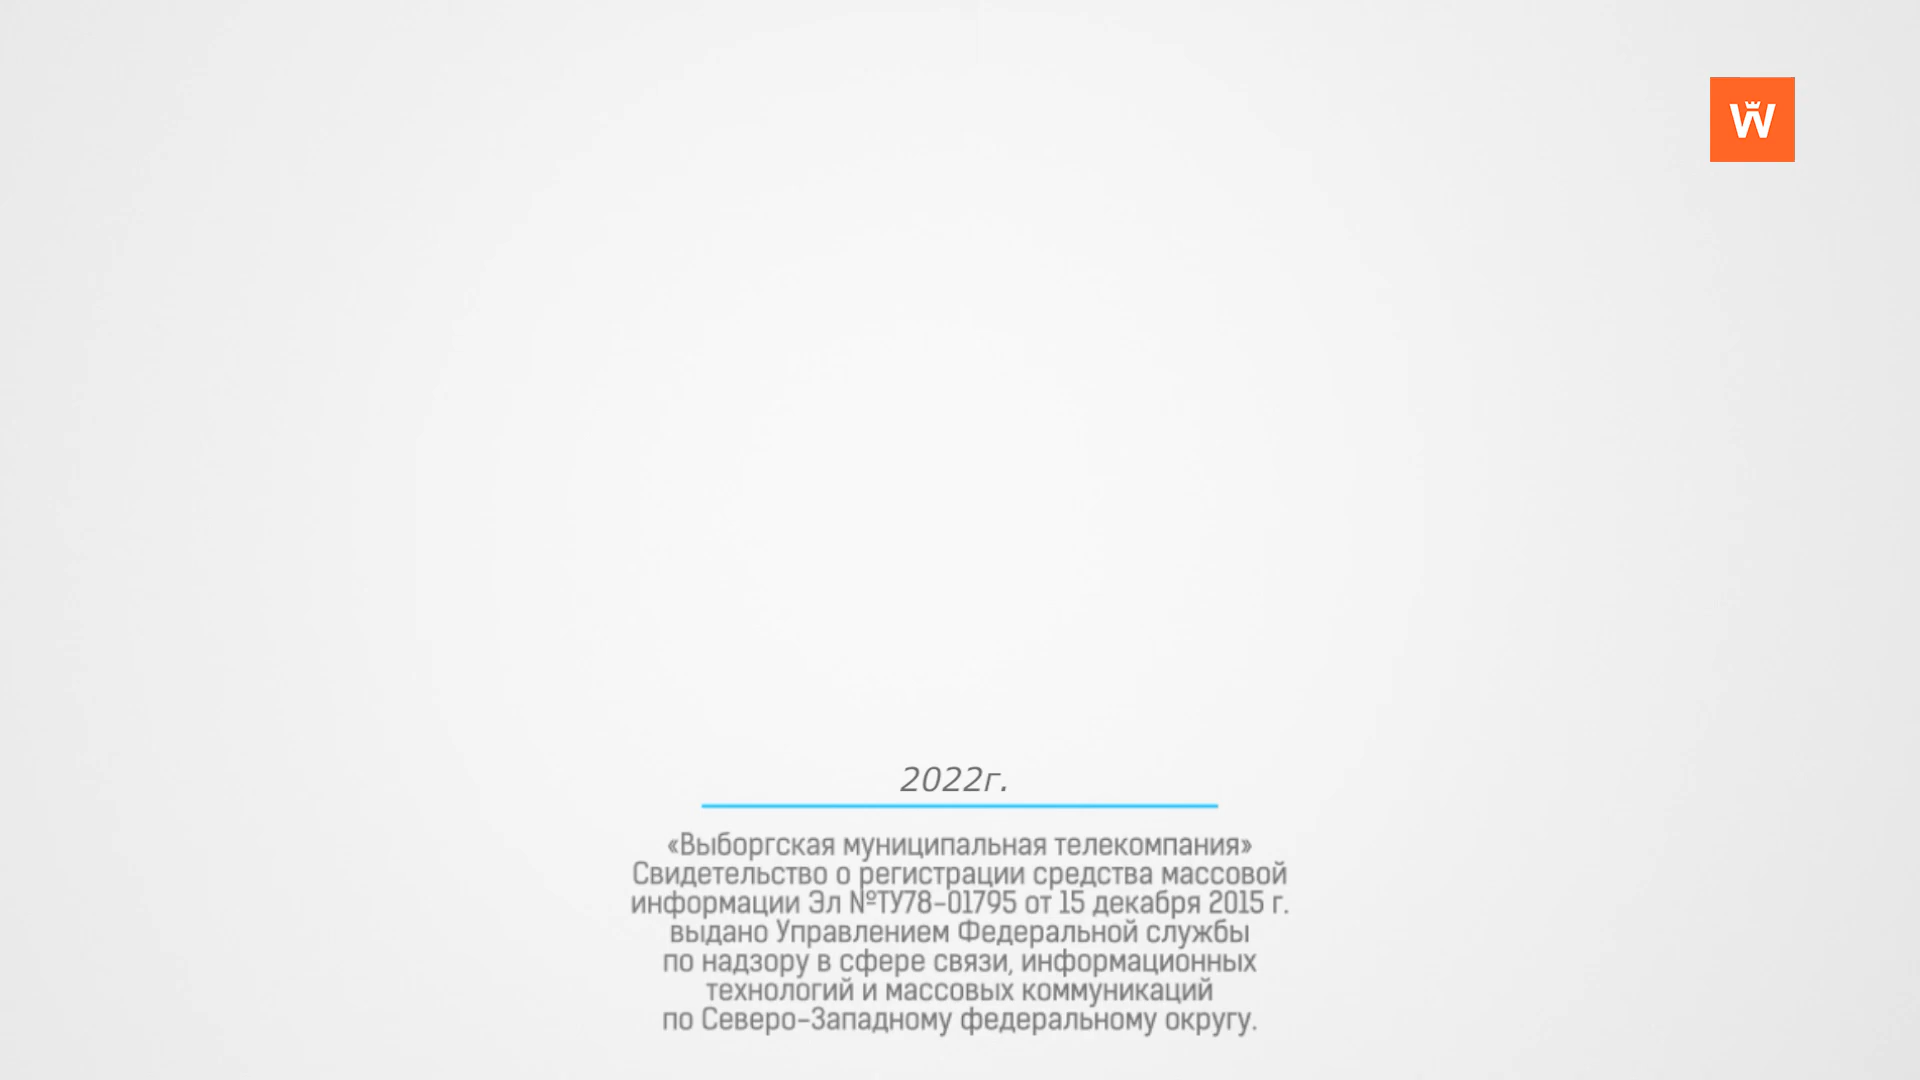 W
2022г.
«Выборгская муниципальная телекомпания»
Свидетельство о регистрации средства массовой
информации Эл №ТУ78-01795 от 15 декабря 2015 г.
выдано Управлением Федеральной службы
по надзору в сфере связи, информационных
технологий и массовых коммуникаций
по Северо-Западному федеральному округу.